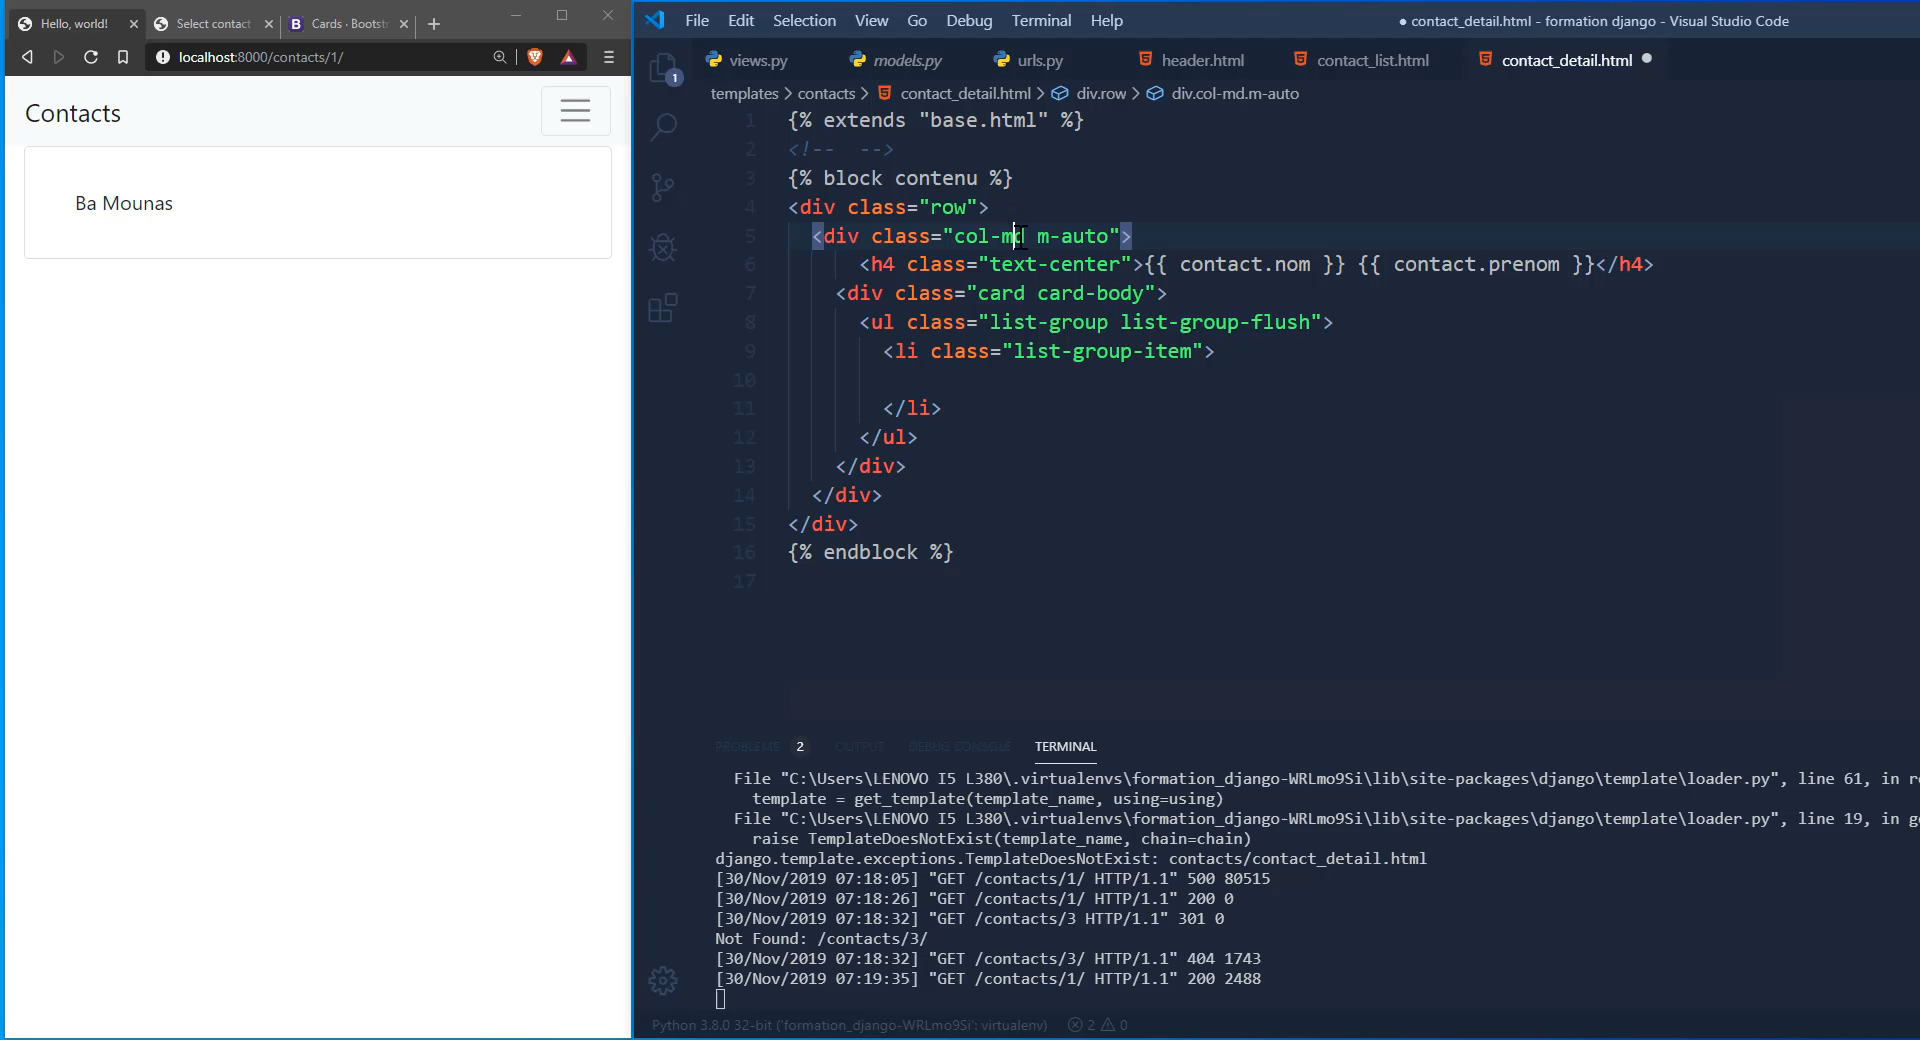 Hello, world!
Select contact
Cards · Bootstr
localhost:8000/contacts/1/
Contacts
Ba Mounas
File Edit Selection View Go Debug Terminal Help
● contact_detail.html - formation django - Visual Studio Code
1
views.py models.py urls.py header.html contact_list.html contact_detail.html
templates > contacts > contact_detail.html > div.row > div.col-md.m-auto
1 {% extends "base.html" %}
2 <!--  -->
3 {% block contenu %}
4 <div class="row">
5 <div class="col-md m-auto">
6 <h4 class="text-center">{{ contact.nom }} {{ contact.prenom }}</h4>
7 <div class="card card-body">
8 <ul class="list-group list-group-flush">
9 <li class="list-group-item">
10
11 </li>
12 </ul>
13 </div>
14 </div>
15 </div>
16 {% endblock %}
17
PROBLEMS 2 OUTPUT DEBUG CONSOLE TERMINAL
File "C:\Users\LENOVO I5 L380\.virtualenvs\formation_django-WRLmo9Si\lib\site-packages\django\template\loader.py", line 61, in re
template = get_template(template_name, using=using)
File "C:\Users\LENOVO I5 L380\.virtualenvs\formation_django-WRLmo9Si\lib\site-packages\django\template\loader.py", line 19, in ge
raise TemplateDoesNotExist(template_name, chain=chain)
django.template.exceptions.TemplateDoesNotExist: contacts/contact_detail.html
[30/Nov/2019 07:18:05] "GET /contacts/1/ HTTP/1.1" 500 80515
[30/Nov/2019 07:18:26] "GET /contacts/1/ HTTP/1.1" 200 0
[30/Nov/2019 07:18:32] "GET /contacts/3 HTTP/1.1" 301 0
Not Found: /contacts/3/
[30/Nov/2019 07:18:32] "GET /contacts/3/ HTTP/1.1" 404 1743
[30/Nov/2019 07:19:35] "GET /contacts/1/ HTTP/1.1" 200 2488
Python 3.8.0 32-bit ('formation_django-WRLmo9Si': virtualenv) 2 0